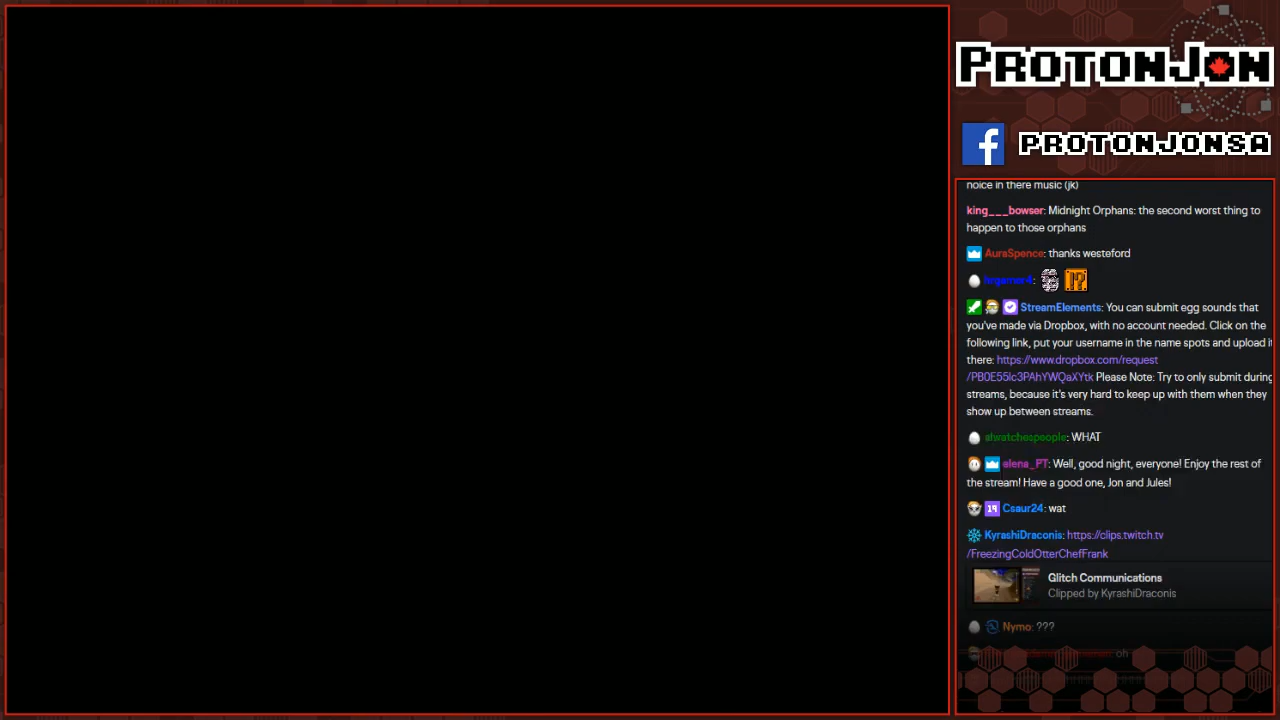 PROTONJON
f PROTONJONSA
noice in there music (jk)
king___bowser: Midnight Orphans: the second worst thing to
happen to those orphans
AuraSpence: thanks westeford
!?
StreamElements: You can submit egg sounds that
you've made via Dropbox, with no account needed. Click on the
following link, put your username in the name spots and upload it
there: https://www.dropbox.com/request
/PB0E55lc3PAhYWQaXYtk Please Note: Try to only submit during
streams, because it's very hard to keep up with them when they
show up between streams.
alwatchespeople: WHAT
elena_PT: Well, good night, everyone! Enjoy the rest of
the stream! Have a good one, Jon and Jules!
19 Csaur24: wat
KyrashiDraconis: https://clips.twitch.tv
/FreezingColdOtterChefFrank
Glitch Communications
Clipped by KyrashiDraconis
Nymo: ???
oh